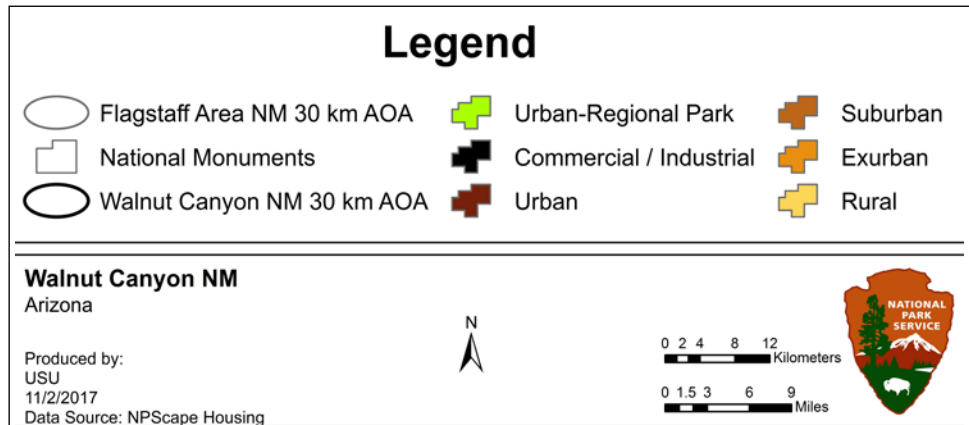 Legend
Flagstaff Area NM 30 km AOA
National Monuments
Walnut Canyon NM 30 km AOA
Urban-Regional Park
Commercial / Industrial
Urban
Suburban
Exurban
Rural
Walnut Canyon NM
Arizona
Produced by:
USU
11/2/2017
Data Source: NPScape Housing
N
0 2 4 8 12
Kilometers
0 1.5 3 6 9
Miles
NATIONAL
PARK
SERVICE